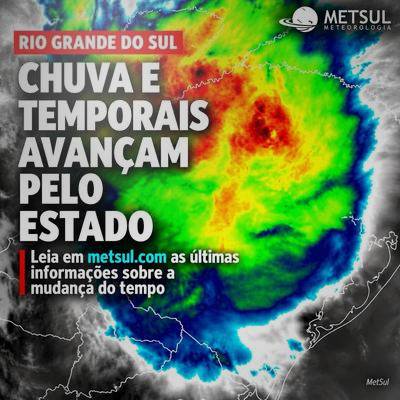 METSUL
METEOROLOGIA
RIO GRANDE DO SUL
CHUVA E
TEMPORAIS
AVANÇAM
PELO
ESTADO
Leia em metsul.com as últimas
informações sobre a
mudança do tempo
MetSul